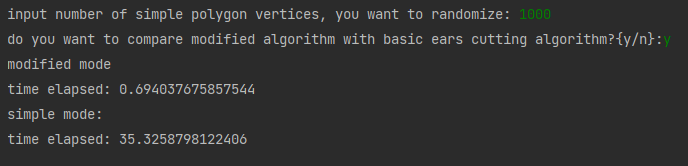 input number of simple polygon vertices, you want to randomize: 1000
do you want to compare modified algorithm with basic ears cutting algorithm?{y/n}:y
modified mode
time elapsed: 0.694037675857544
simple mode:
time elapsed: 35.3258798122406